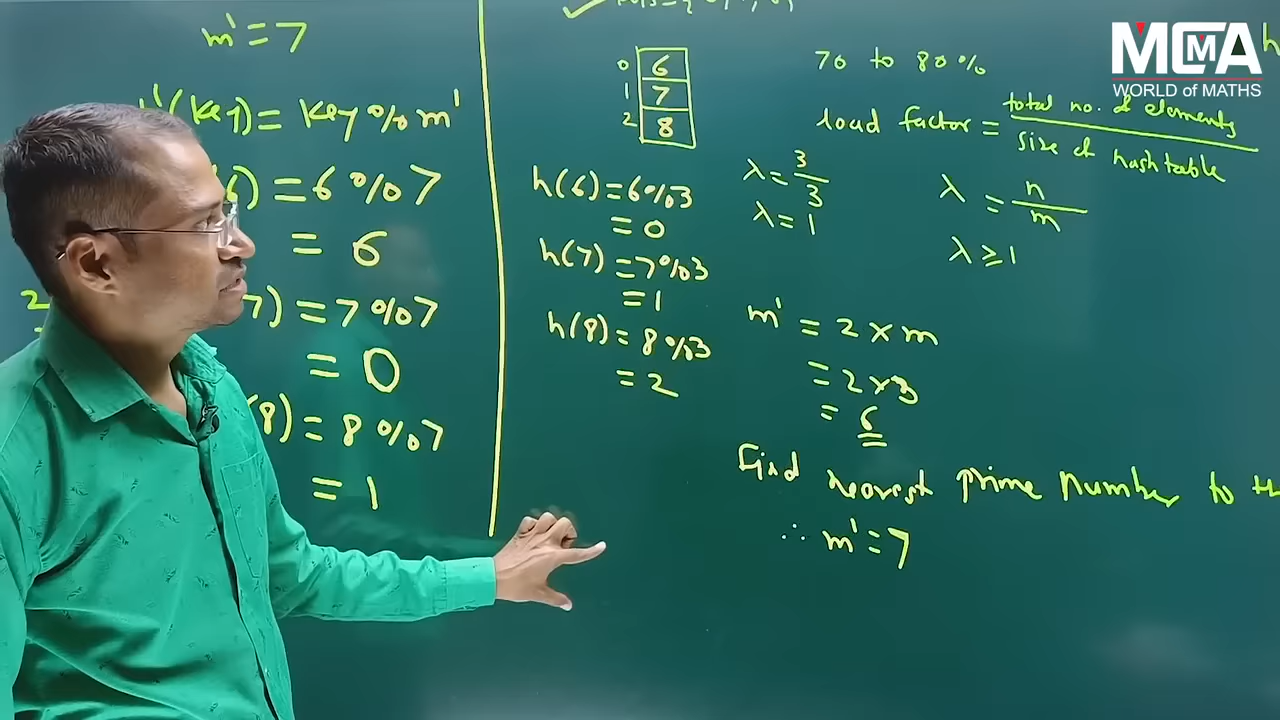 m' = 7
(key) = key % m'
6) = 6 % 7
= 6
7) = 7 % 7
= 0
8) = 8 % 7
= 1
0 6
1 7
2 8
h(6) = 6%3
= 0
h(7) = 7%3
= 1
h(8) = 8%3
= 2
70 to 80%
load factor = total no. of elements
size of hash table
λ = 3/3
λ = 1
λ = n/m
λ ≥ 1
m' = 2 × m
= 2 × 3
= 6
Find nearest prime number to
∴ m' = 7
MCMA
WORLD of MATHS